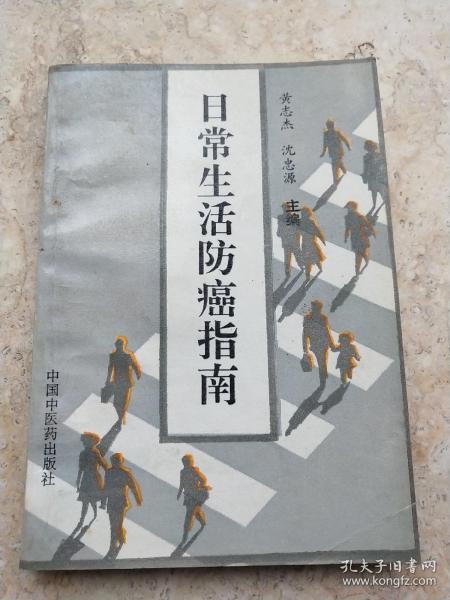 日常生活防癌指南
黄志杰 沈忠源 主编
中国中医药出版社
孔夫子旧书网
www.kongfz.com